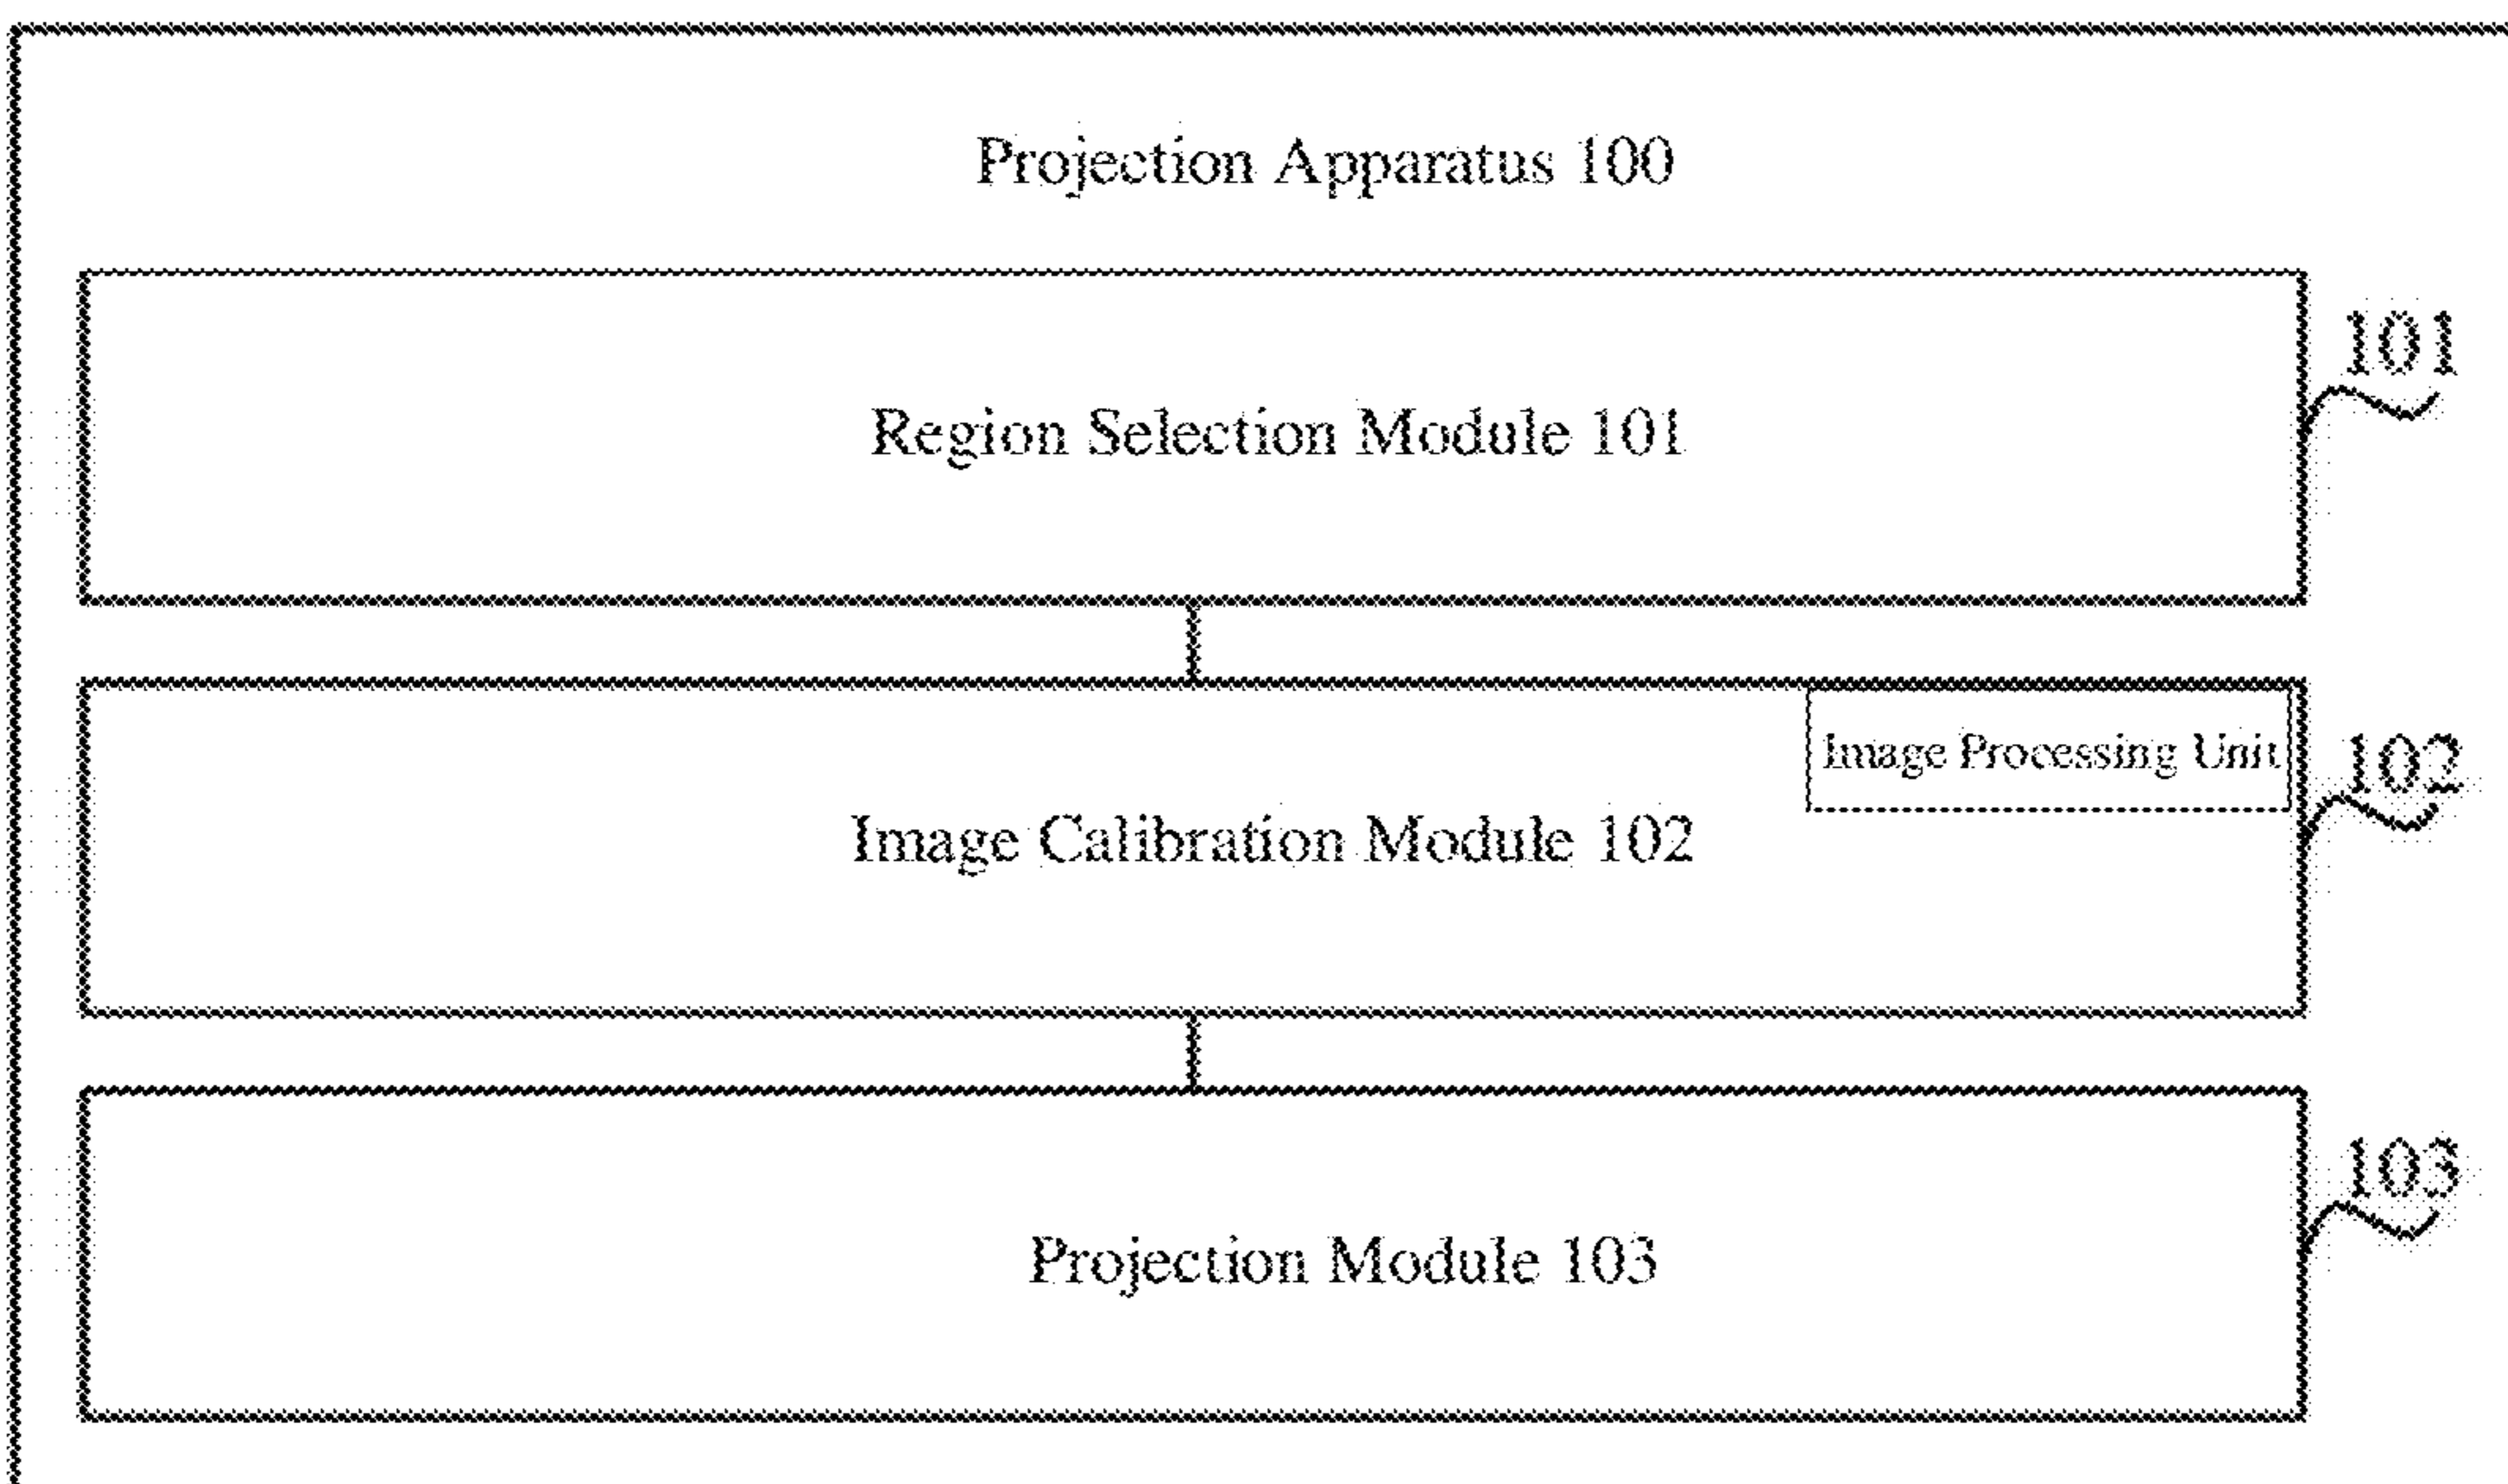 Projection Apparatus 100
101
Region Selection Module 101
Image Processing Unit
102
Image Calibration Module 102
103
Projection Module 103